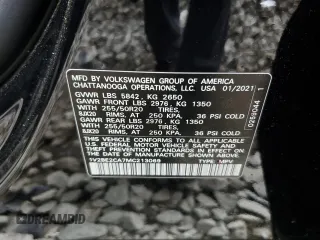 MFD. BY VOLKSWAGEN GROUP OF AMERICA
CHATTANOOGA OPERATIONS, LLC. USA 01/2021
GVWR LBS 5842, KG 2650
GAWR FRONT LBS 2976, KG 1350
WITH 255/50R20 TIRES,
8JX20 RIMS, AT 250 KPA, 36 PSI COLD
GAWR REAR LBS 2976, KG 1350
WITH 255/50R20 TIRES,
8JX20 RIMS, AT 250 KPA, 36 PSI COLD
THIS VEHICLE CONFORMS TO ALL APPLICABLE
FEDERAL MOTOR VEHICLE SAFETY AND
THEFT PREVENTION STANDARDS IN EFFECT
ON THE DATE OF MANUFACTURE SHOWN ABOVE
TYPE: MPV
DREAMBID